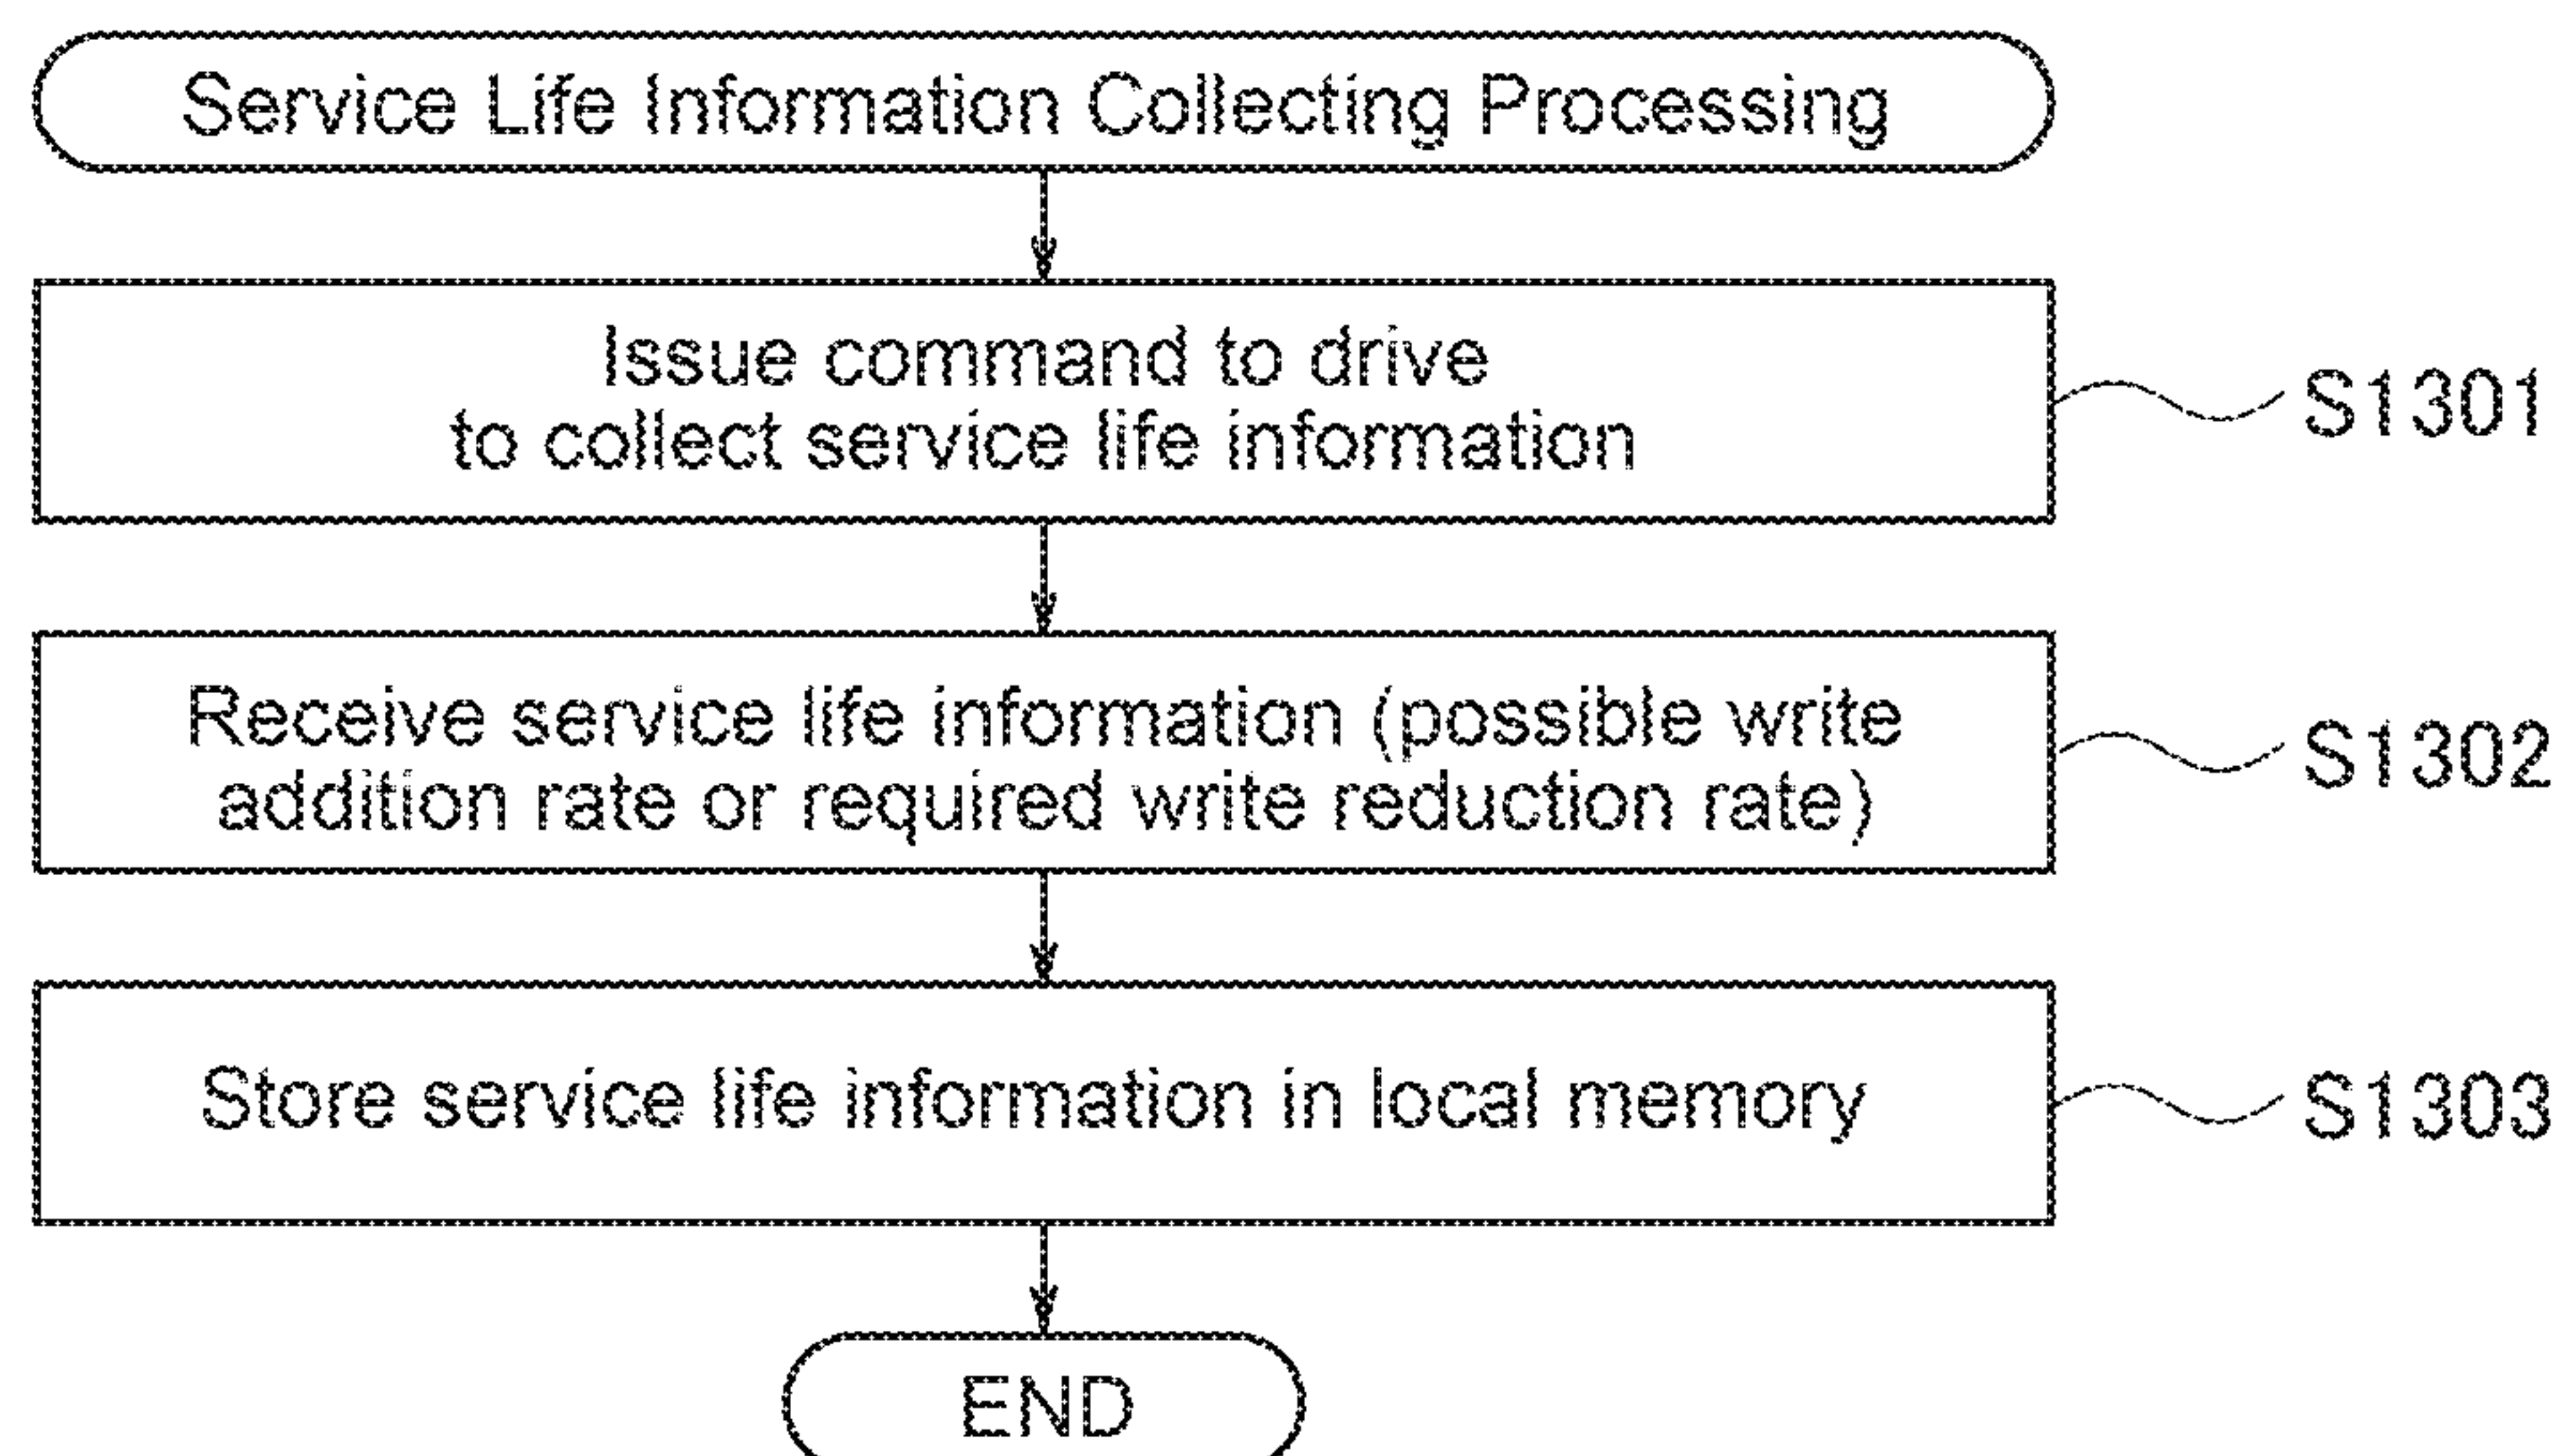 Service Life Information Collecting Processing
Issue command to drive
to collect service life information
S1301
Receive service life information (possible write
addition rate or required write reduction rate)
S1302
Store service life information in local memory
S1303
END